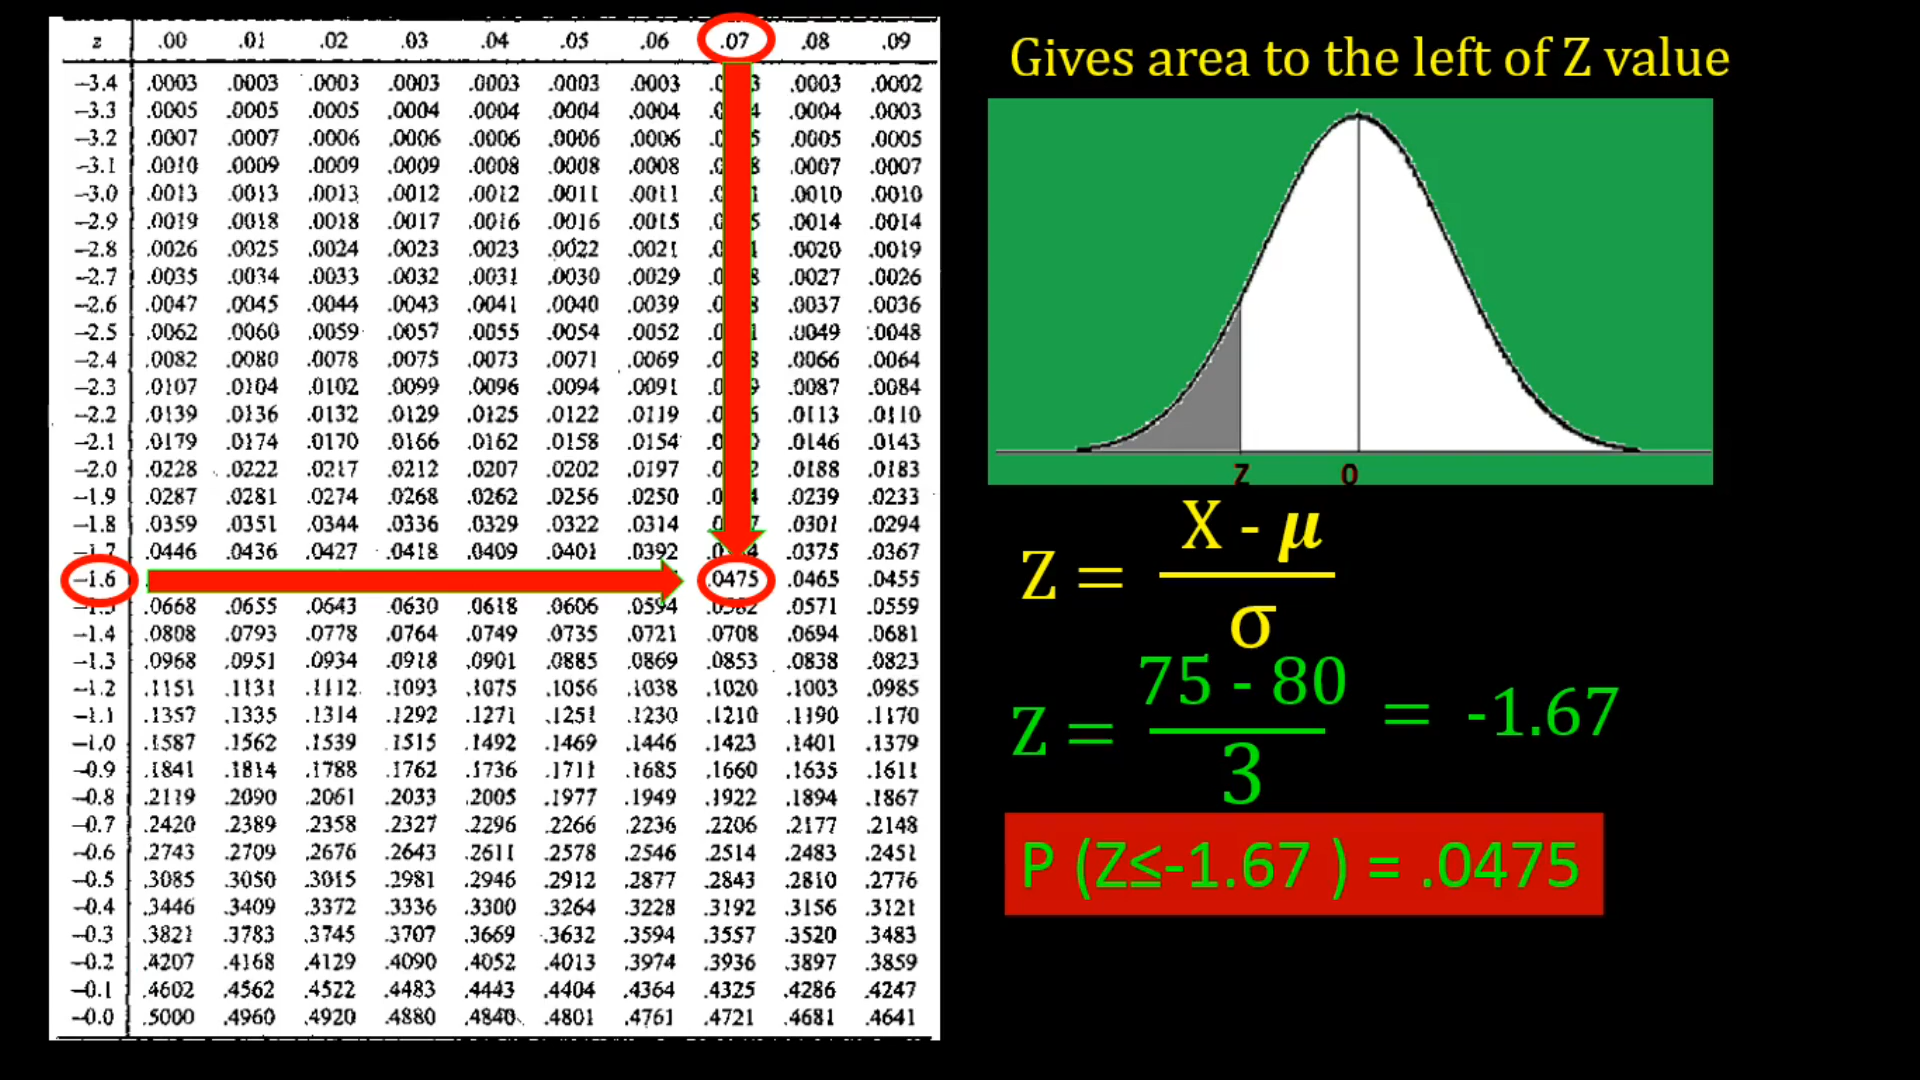 z .00 .01 .02 .03 .04 .05 .06 .07 .08 .09
−3.4 .0003 .0003 .0003 .0003 .0003 .0003 .0003 .0003 .0002
−3.3 .0005 .0005 .0005 .0004 .0004 .0004 .0004 .0004 .0003
−3.2 .0007 .0007 .0006 .0006 .0006 .0006 .0006 .0005 .0005
−3.1 .0010 .0009 .0009 .0009 .0008 .0008 .0008 .0007 .0007
−3.0 .0013 .0013 .0013 .0012 .0012 .0011 .0011 .0010 .0010
−2.9 .0019 .0018 .0018 .0017 .0016 .0016 .0015 .0014 .0014
−2.8 .0026 .0025 .0024 .0023 .0023 .0022 .0021 .0020 .0019
−2.7 .0035 .0034 .0033 .0032 .0031 .0030 .0029 .0027 .0026
−2.6 .0047 .0045 .0044 .0043 .0041 .0040 .0039 .0037 .0036
−2.5 .0062 .0060 .0059 .0057 .0055 .0054 .0052 .0049 .0048
−2.4 .0082 .0080 .0078 .0075 .0073 .0071 .0069 .0066 .0064
−2.3 .0107 .0104 .0102 .0099 .0096 .0094 .0091 .0087 .0084
−2.2 .0139 .0136 .0132 .0129 .0125 .0122 .0119 .0113 .0110
−2.1 .0179 .0174 .0170 .0166 .0162 .0158 .0154 .0146 .0143
−2.0 .0228 .0222 .0217 .0212 .0207 .0202 .0197 .0188 .0183
−1.9 .0287 .0281 .0274 .0268 .0262 .0256 .0250 .0239 .0233
−1.8 .0359 .0351 .0344 .0336 .0329 .0322 .0314 .0301 .0294
−1.7 .0446 .0436 .0427 .0418 .0409 .0401 .0392 .0375 .0367
−1.6 .0475 .0465 .0455
.0668 .0655 .0643 .0630 .0618 .0606 .0594 .0582 .0571 .0559
−1.4 .0808 .0793 .0778 .0764 .0749 .0735 .0721 .0708 .0694 .0681
−1.3 .0968 .0951 .0934 .0918 .0901 .0885 .0869 .0853 .0838 .0823
−1.2 .1151 .1131 .1112 .1093 .1075 .1056 .1038 .1020 .1003 .0985
−1.1 .1357 .1335 .1314 .1292 .1271 .1251 .1230 .1210 .1190 .1170
−1.0 .1587 .1562 .1539 .1515 .1492 .1469 .1446 .1423 .1401 .1379
−0.9 .1841 .1814 .1788 .1762 .1736 .1711 .1685 .1660 .1635 .1611
−0.8 .2119 .2090 .2061 .2033 .2005 .1977 .1949 .1922 .1894 .1867
−0.7 .2420 .2389 .2358 .2327 .2296 .2266 .2236 .2206 .2177 .2148
−0.6 .2743 .2709 .2676 .2643 .2611 .2578 .2546 .2514 .2483 .2451
−0.5 .3085 .3050 .3015 .2981 .2946 .2912 .2877 .2843 .2810 .2776
−0.4 .3446 .3409 .3372 .3336 .3300 .3264 .3228 .3192 .3156 .3121
−0.3 .3821 .3783 .3745 .3707 .3669 .3632 .3594 .3557 .3520 .3483
−0.2 .4207 .4168 .4129 .4090 .4052 .4013 .3974 .3936 .3897 .3859
−0.1 .4602 .4562 .4522 .4483 .4443 .4404 .4364 .4325 .4286 .4247
−0.0 .5000 .4960 .4920 .4880 .4840 .4801 .4761 .4721 .4681 .4641
Gives area to the left of Z value
Z 0
X - μ
Z =
σ
75 - 80
Z = = -1.67
3
P (Z≤-1.67 ) = .0475